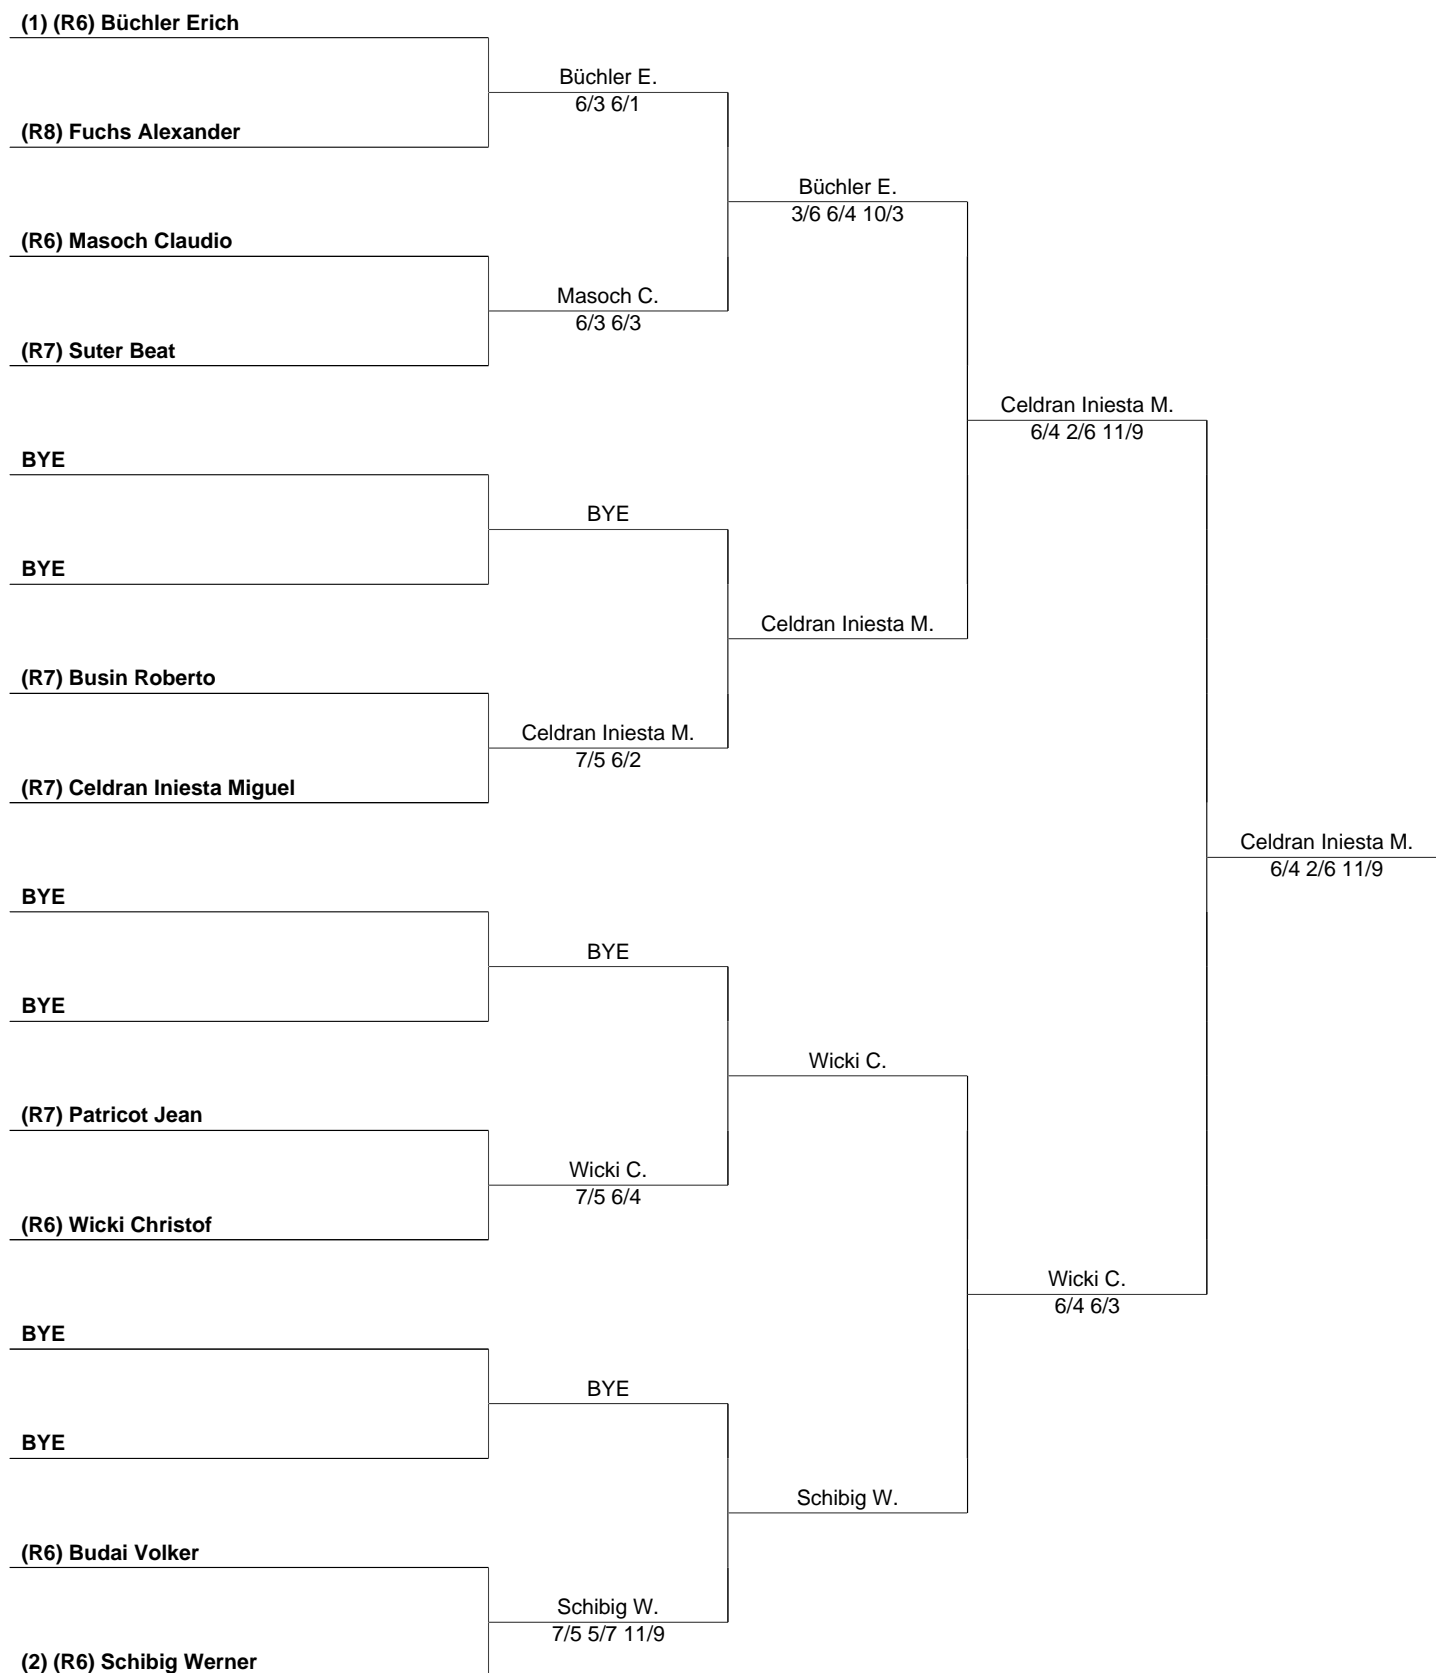 (1) (R6) Büchler Erich
Büchler E.
6/3 6/1
(R8) Fuchs Alexander
Büchler E.
3/6 6/4 10/3
(R6) Masoch Claudio
Masoch C.
6/3 6/3
(R7) Suter Beat
Celdran Iniesta M.
6/4 2/6 11/9
BYE
BYE
BYE
Celdran Iniesta M.
(R7) Busin Roberto
Celdran Iniesta M.
7/5 6/2
(R7) Celdran Iniesta Miguel
Celdran Iniesta M.
6/4 2/6 11/9
BYE
BYE
BYE
Wicki C.
(R7) Patricot Jean
Wicki C.
7/5 6/4
(R6) Wicki Christof
Wicki C.
6/4 6/3
BYE
BYE
BYE
Schibig W.
(R6) Budai Volker
Schibig W.
7/5 5/7 11/9
(2) (R6) Schibig Werner